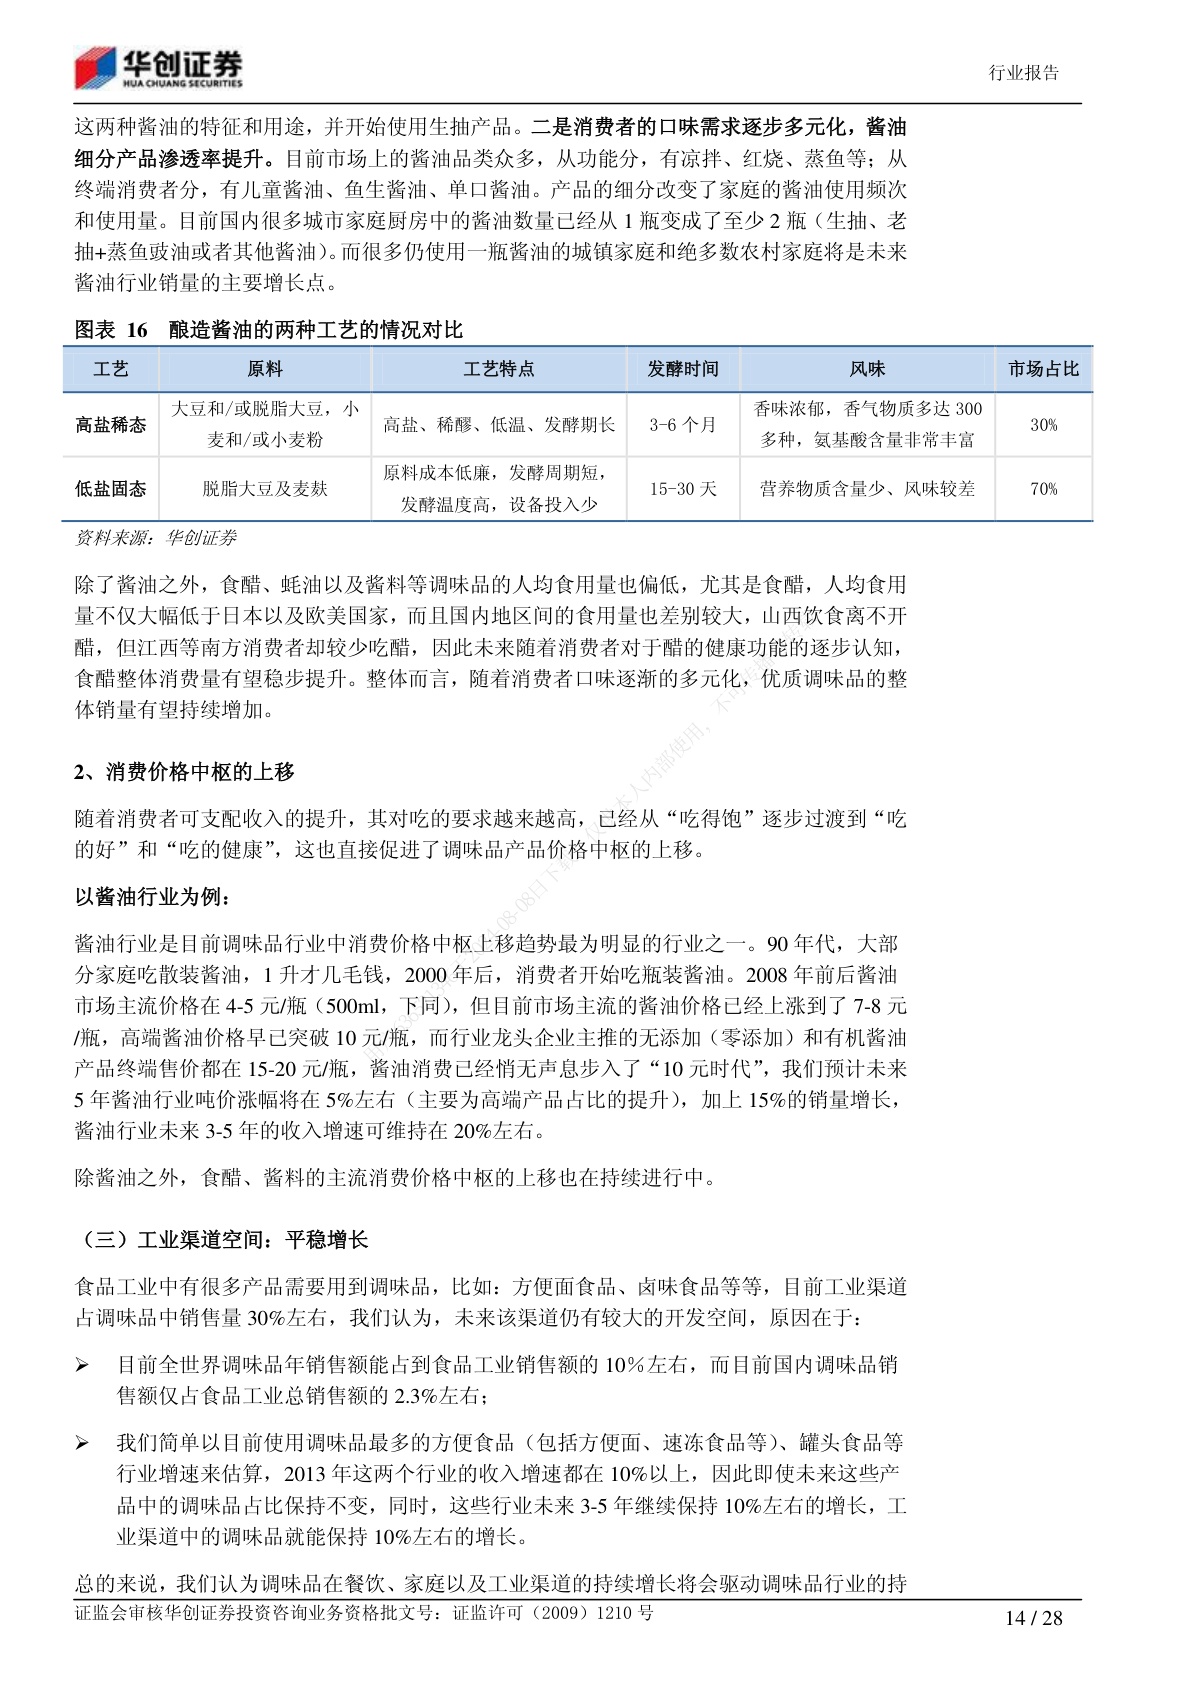 华创证券
HUA CHUANG SECURITIES
行业报告
这两种酱油的特征和用途，并开始使用生抽产品。二是消费者的口味需求逐步多元化，酱油
细分产品渗透率提升。目前市场上的酱油品类众多，从功能分，有凉拌、红烧、蒸鱼等；从
终端消费者分，有儿童酱油、鱼生酱油、单口酱油。产品的细分改变了家庭的酱油使用频次
和使用量。目前国内很多城市家庭厨房中的酱油数量已经从 1 瓶变成了至少 2 瓶（生抽、老
抽+蒸鱼豉油或者其他酱油）。而很多仍使用一瓶酱油的城镇家庭和绝多数农村家庭将是未来
酱油行业销量的主要增长点。
图表 16 酿造酱油的两种工艺的情况对比
工艺 原料 工艺特点 发酵时间 风味 市场占比
高盐稀态 大豆和/或脱脂大豆，小 高盐、稀醪、低温、发酵期长 3-6 个月 香味浓郁，香气物质多达 300 30%
麦和/或小麦粉 多种，氨基酸含量非常丰富
低盐固态 脱脂大豆及麦麸 原料成本低廉，发酵周期短， 15-30 天 营养物质含量少、风味较差 70%
发酵温度高，设备投入少
资料来源：华创证券
除了酱油之外，食醋、蚝油以及酱料等调味品的人均食用量也偏低，尤其是食醋，人均食用
量不仅大幅低于日本以及欧美国家，而且国内地区间的食用量也差别较大，山西饮食离不开
醋，但江西等南方消费者却较少吃醋，因此未来随着消费者对于醋的健康功能的逐步认知，
食醋整体消费量有望稳步提升。整体而言，随着消费者口味逐渐的多元化，优质调味品的整
体销量有望持续增加。
2、消费价格中枢的上移
随着消费者可支配收入的提升，其对吃的要求越来越高，已经从“吃得饱”逐步过渡到“吃
的好”和“吃的健康”，这也直接促进了调味品产品价格中枢的上移。
以酱油行业为例：
酱油行业是目前调味品行业中消费价格中枢上移趋势最为明显的行业之一。90 年代，大部
分家庭吃散装酱油，1 升才几毛钱，2000 年后，消费者开始吃瓶装酱油。2008 年前后酱油
市场主流价格在 4-5 元/瓶（500ml，下同），但目前市场主流的酱油价格已经上涨到了 7-8 元
/瓶，高端酱油价格早已突破 10 元/瓶，而行业龙头企业主推的无添加（零添加）和有机酱油
产品终端售价都在 15-20 元/瓶，酱油消费已经悄无声息步入了“10 元时代”，我们预计未来
5 年酱油行业吨价涨幅将在 5%左右（主要为高端产品占比的提升），加上 15%的销量增长，
酱油行业未来 3-5 年的收入增速可维持在 20%左右。
除酱油之外，食醋、酱料的主流消费价格中枢的上移也在持续进行中。
（三）工业渠道空间：平稳增长
食品工业中有很多产品需要用到调味品，比如：方便面食品、卤味食品等等，目前工业渠道
占调味品中销售量 30%左右，我们认为，未来该渠道仍有较大的开发空间，原因在于：
➢ 目前全世界调味品年销售额能占到食品工业销售额的 10％左右，而目前国内调味品销
售额仅占食品工业总销售额的 2.3%左右；
➢ 我们简单以目前使用调味品最多的方便食品（包括方便面、速冻食品等）、罐头食品等
行业增速来估算，2013 年这两个行业的收入增速都在 10%以上，因此即使未来这些产
品中的调味品占比保持不变，同时，这些行业未来 3-5 年继续保持 10%左右的增长，工
业渠道中的调味品就能保持 10%左右的增长。
总的来说，我们认为调味品在餐饮、家庭以及工业渠道的持续增长将会驱动调味品行业的持
证监会审核华创证券投资咨询业务资格批文号：证监许可（2009）1210 号
14 / 28